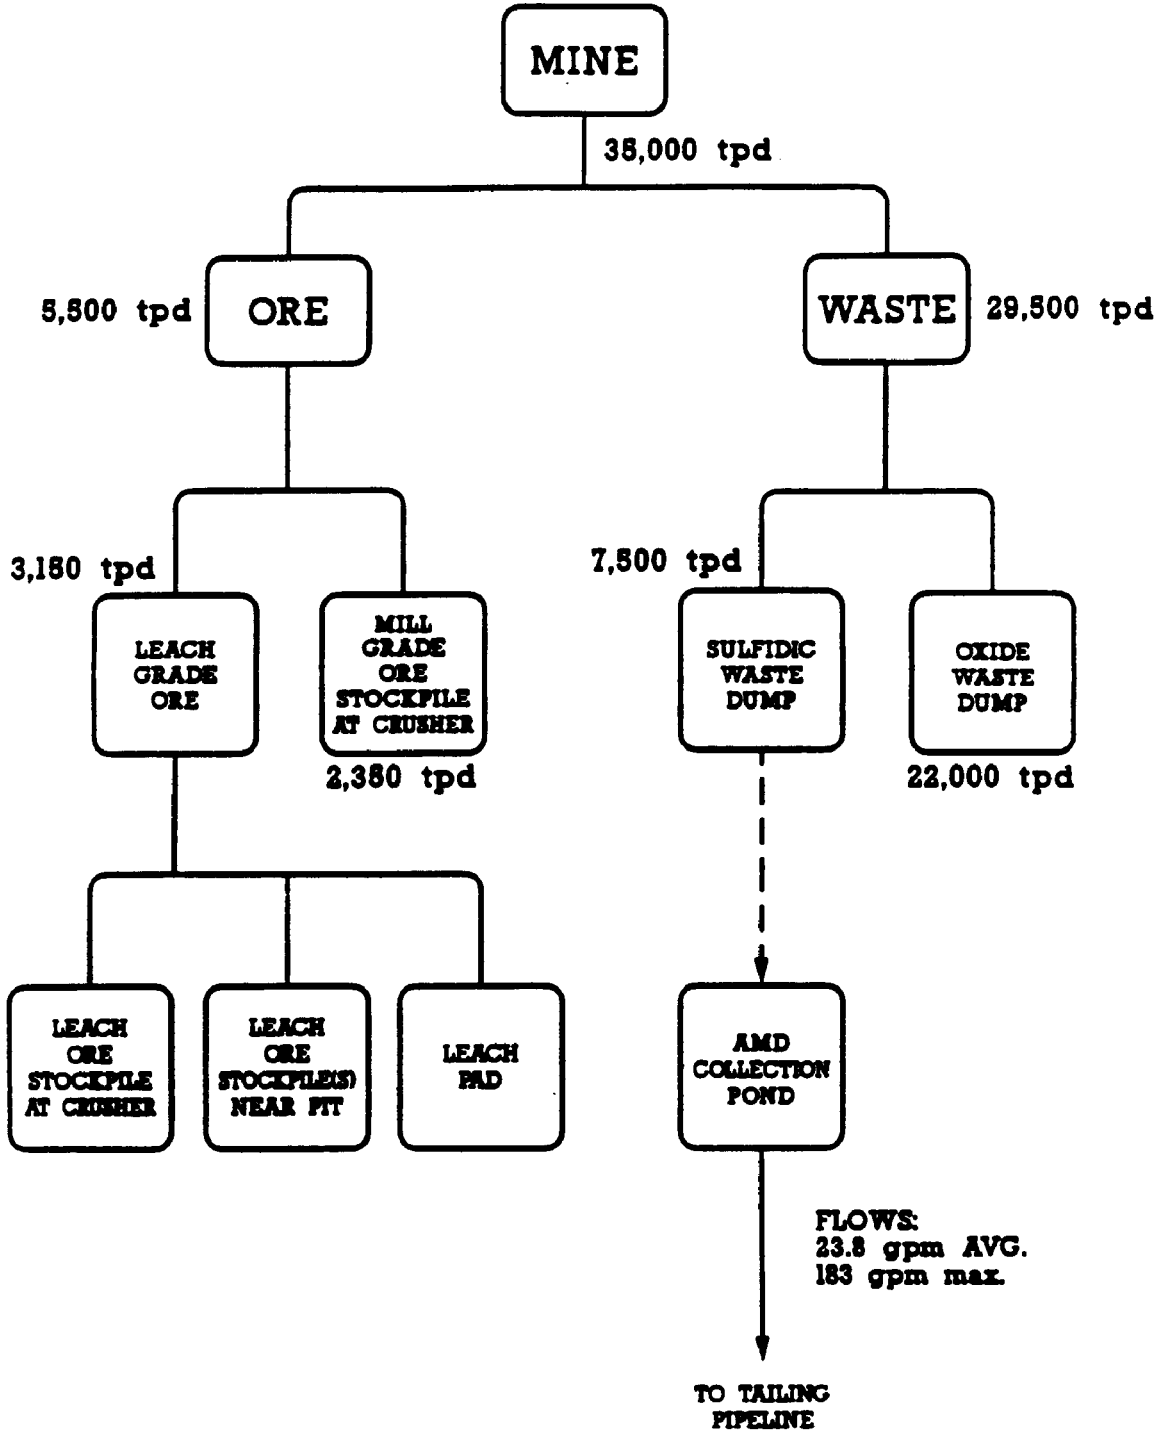 MINE
35,000 tpd
5,500 tpd
ORE
WASTE
29,500 tpd
3,150 tpd
7,500 tpd
LEACH
GRADE
ORE
MILL
GRADE
ORE
STOCKPILE
AT CRUSHER
2,350 tpd
SULFIDIC
WASTE
DUMP
OXIDE
WASTE
DUMP
22,000 tpd
LEACH
ORE
STOCKPILE
AT CRUSHER
LEACH
ORE
STOCKPILE(S)
NEAR PIT
LEACH
PAD
AMD
COLLECTION
POND
FLOWS:
23.8 gpm AVG.
183 gpm max.
TO TAILING
PIPELINE